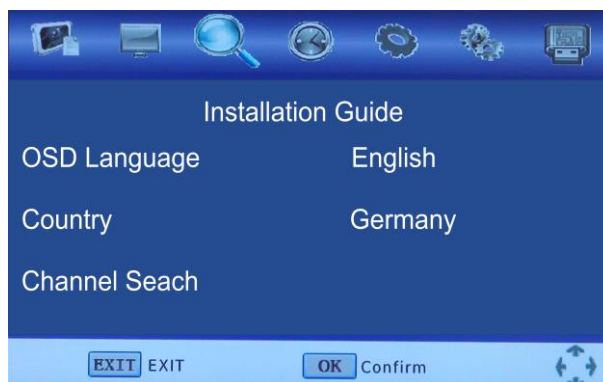 Installation Guide
OSD Language English
Country Germany
Channel Seach
EXIT EXIT OK Confirm